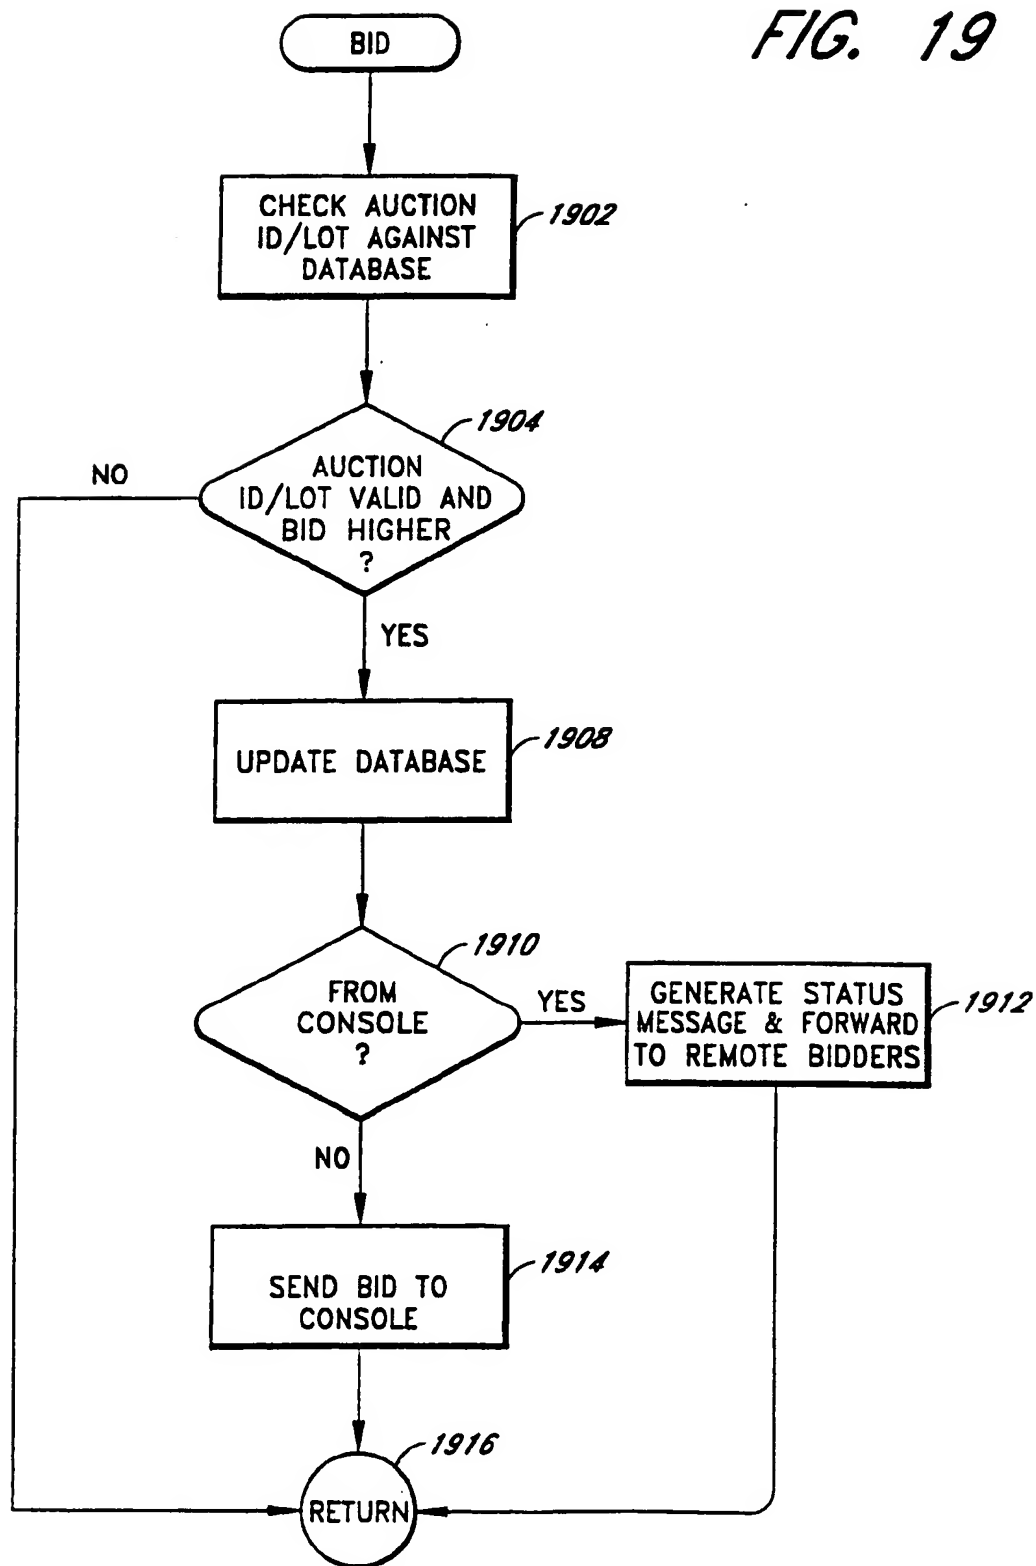 FIG. 19
BID
CHECK AUCTION
ID/LOT AGAINST
DATABASE
1902
1904
NO
AUCTION
ID/LOT VALID AND
BID HIGHER
?
YES
UPDATE DATABASE
1908
1910
FROM
CONSOLE
?
YES
GENERATE STATUS
MESSAGE & FORWARD
TO REMOTE BIDDERS
1912
NO
SEND BID TO
CONSOLE
1914
1916
RETURN